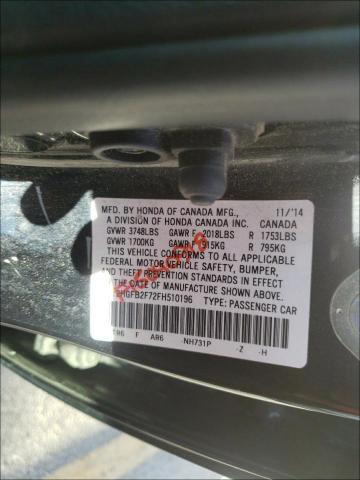 MFD. BY HONDA OF CANADA MFG., 11/'14
A DIVISION OF HONDA CANADA INC. CANADA
GVWR 3748LBS GAWR F 2018LBS R 1753LBS
GVWR 1700KG GAWR F 915KG R 795KG
THIS VEHICLE CONFORMS TO ALL APPLICABLE
FEDERAL MOTOR VEHICLE SAFETY, BUMPER,
AND THEFT PREVENTION STANDARDS IN EFFECT
ON THE DATE OF MANUFACTURE SHOWN ABOVE.
HGFB2F72FH510196 TYPE: PASSENGER CAR
TR6 F AR6 -NH731P -Z -H